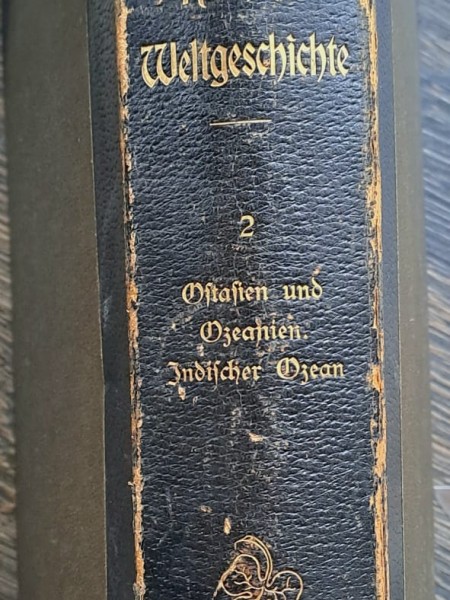 Weltgeschichte
2
Ostasien und
Ozeanien.
Indischer Ozean